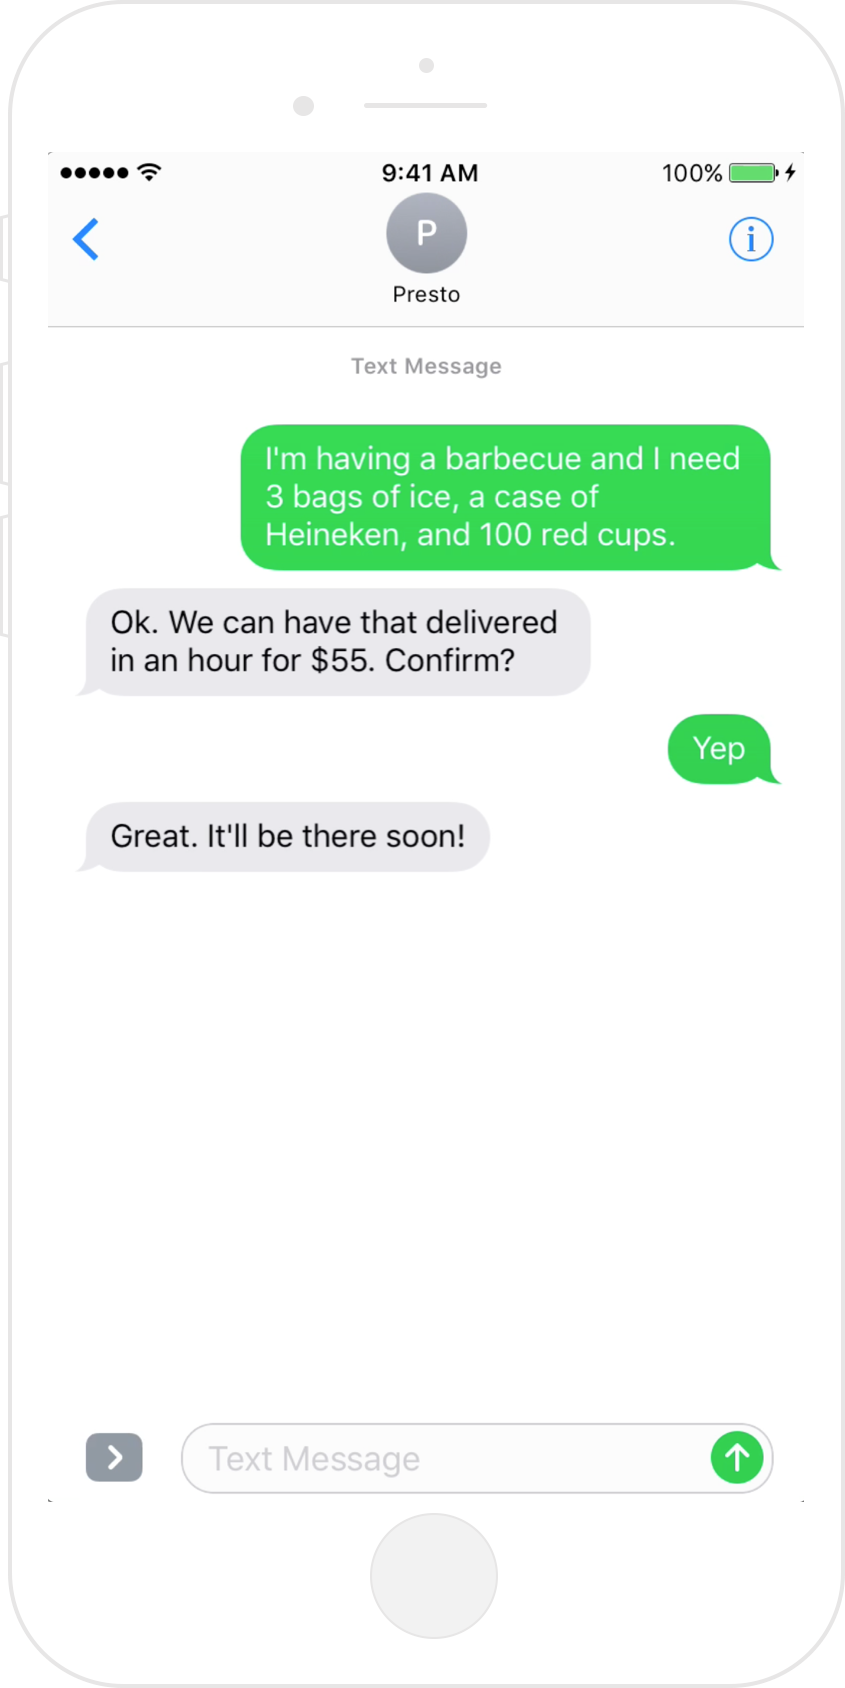 9:41 AM
100%
P
Presto
Text Message
I'm having a barbecue and I need
3 bags of ice, a case of
Heineken, and 100 red cups.
Ok. We can have that delivered
in an hour for $55. Confirm?
Yep
Great. It'll be there soon!
Text Message